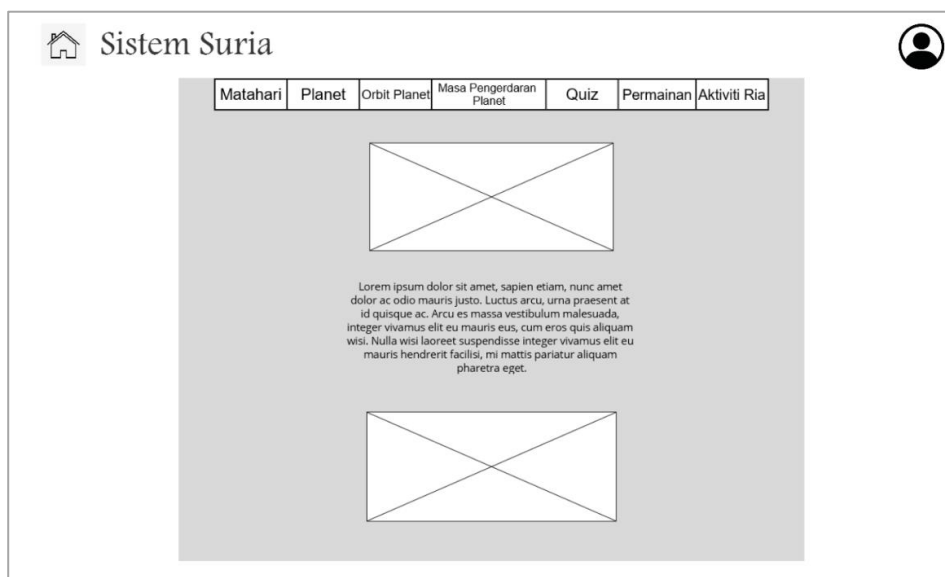 Sistem Suria
Matahari Planet Orbit Planet Masa Pengerdaran Planet Quiz Permainan Aktiviti Ria
Lorem ipsum dolor sit amet, sapien etiam, nunc amet
dolor ac odio mauris justo. Luctus arcu, urna praesent at
id quisque ac. Arcu es massa vestibulum malesuada,
integer vivamus elit eu mauris eus, cum eros quis aliquam
wisi. Nulla wisi laoreet suspendisse integer vivamus elit eu
mauris hendrerit facilisi, mi mattis pariatur aliquam
pharetra eget.